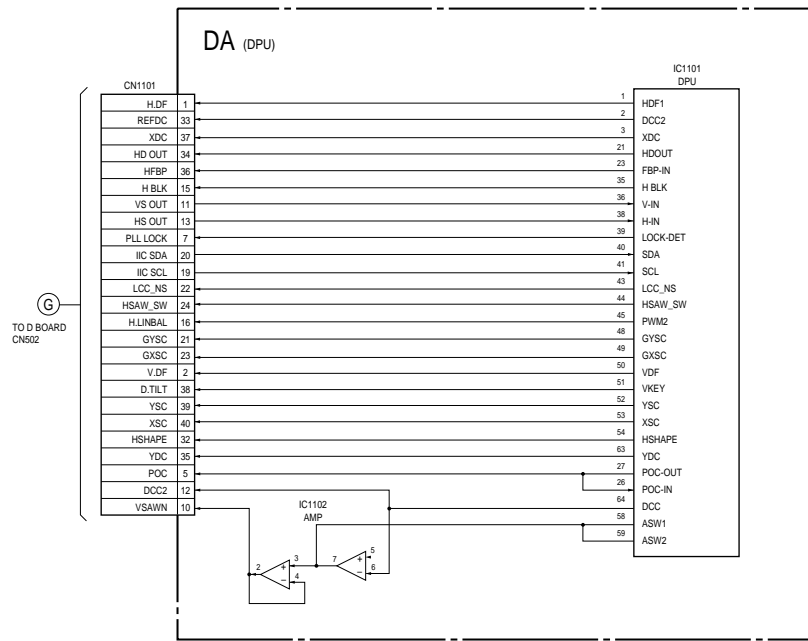 DA (DPU)
CN1101
IC1101
DPU
H.DF 1 1 HDF1
REFDC 33 2 DCC2
XDC 37 3 XDC
HD OUT 34 21 HDOUT
HFBP 36 23 FBP-IN
H BLK 15 35 H BLK
VS OUT 11 36 V-IN
HS OUT 13 38 H-IN
PLL LOCK 7 39 LOCK-DET
IIC SDA 20 40 SDA
IIC SCL 19 41 SCL
LCC_NS 22 43 LCC_NS
HSAW_SW 24 44 HSAW_SW
H.LINBAL 16 45 PWM2
GYSC 21 48 GYSC
GXSC 23 49 GXSC
V.DF 2 50 VDF
D.TILT 38 51 VKEY
YSC 39 52 YSC
XSC 40 53 XSC
HSHAPE 32 54 HSHAPE
YDC 35 63 YDC
POC 5 27 POC-OUT
26 POC-IN
DCC2 12 64 DCC
VSAWN 10 58 ASW1
59 ASW2
G
TO D BOARD
CN502
IC1102
AMP
2 + 3 − 4 7 + 5 − 6